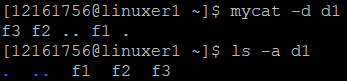 [12161756@linuxer1 ~]$ mycat -d d1
f3 f2 .. f1 .
[12161756@linuxer1 ~]$ ls -a d1
.  ..  f1  f2  f3